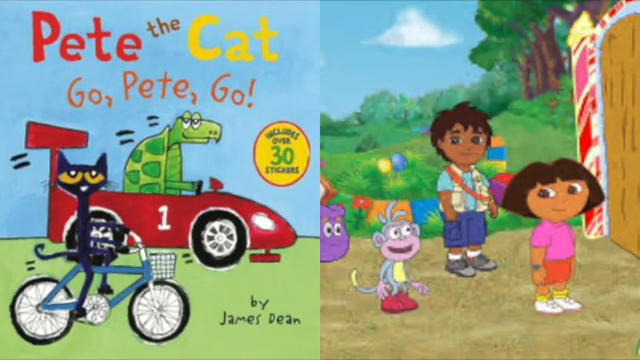 Pete the Cat
Go, Pete, Go!
INCLUDES
OVER
30
STICKERS
1
by
James Dean